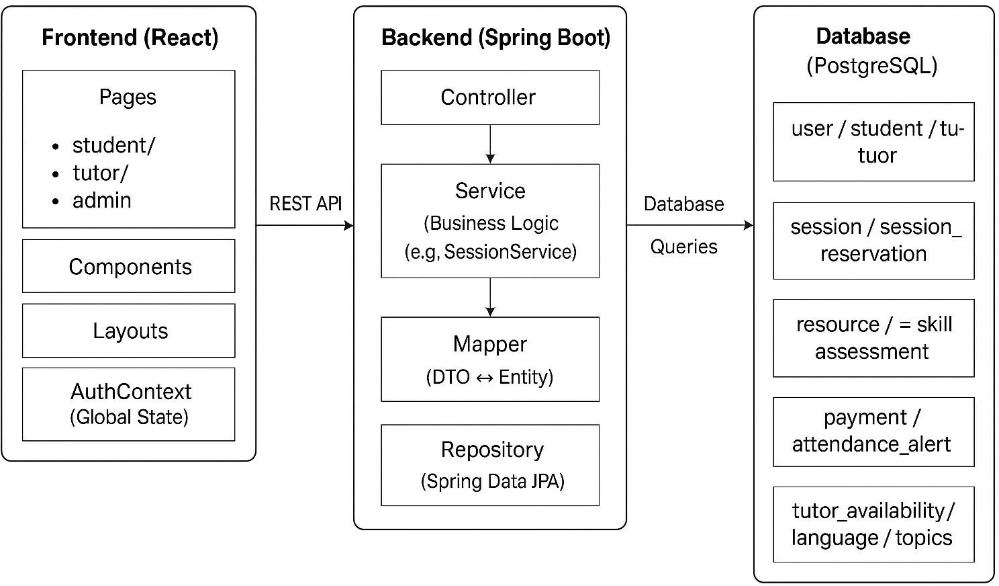 Frontend (React)
Pages
• student/
• tutor/
• admin
Components
Layouts
AuthContext
(Global State)
REST API
Backend (Spring Boot)
Controller
Service
(Business Logic
(e.g, SessionService)
Mapper
(DTO ↔ Entity)
Repository
(Spring Data JPA)
Database
Queries
Database
(PostgreSQL)
user / student / tu-
tuor
session / session_
reservation
resource / = skill
assessment
payment /
attendance_alert
tutor_availability/
language / topics